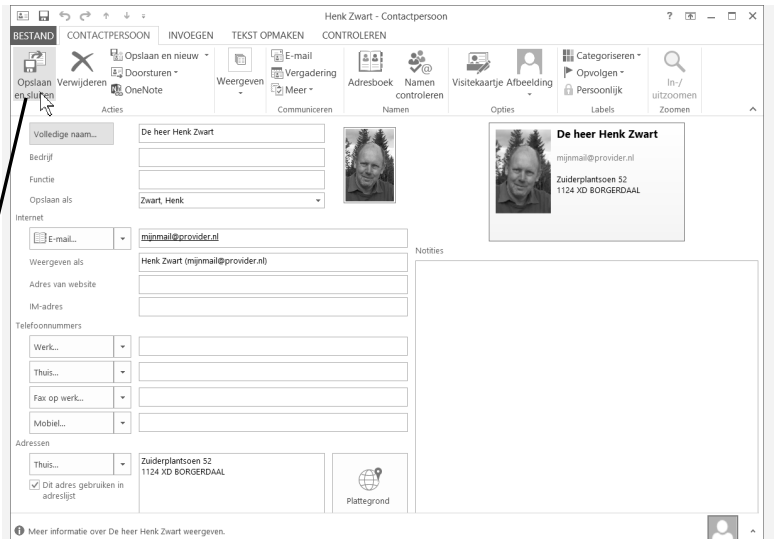 Henk Zwart - Contactpersoon
BESTAND CONTACTPERSOON INVOEGEN TEKST OPMAKEN CONTROLEREN
Opslaan en sluiten
Verwijderen
Opslaan en nieuw
Doorsturen
OneNote
Acties
Weergeven
E-mail
Vergadering
Meer
Communiceren
Adresboek
Namen controleren
Namen
Visitekaartje
Afbeelding
Opties
Categoriseren
Opvolgen
Persoonlijk
Labels
In-/
uitzoomen
Zoomen
Volledige naam... De heer Henk Zwart
Bedrijf
Functie
Opslaan als Zwart, Henk
Internet
E-mail... mijnmail@provider.nl
Weergeven als Henk Zwart (mijnmail@provider.nl)
Adres van website
IM-adres
Telefoonnummers
Werk...
Thuis...
Fax op werk...
Mobiel...
Adressen
Thuis... Zuiderplantsoen 52
1124 XD BORGERDAAL
Dit adres gebruiken in
adreslijst
Plattegrond
De heer Henk Zwart
mijnmail@provider.nl
Zuiderplantsoen 52
1124 XD BORGERDAAL
Notities
Meer informatie over De heer Henk Zwart weergeven.